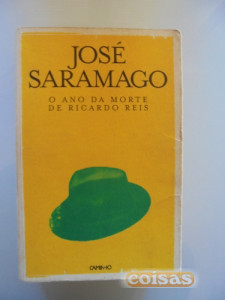 JOSÉ
SARAMAGO
O ANO DA MORTE
DE RICARDO REIS
CAMINHO
coisas